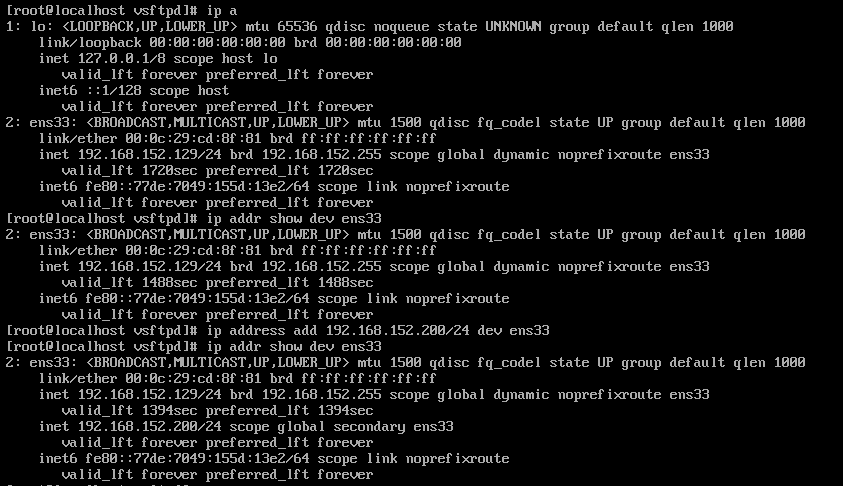 [root@localhost vsftpd]# ip a
1: lo: <LOOPBACK,UP,LOWER_UP> mtu 65536 qdisc noqueue state UNKNOWN group default qlen 1000
    link/loopback 00:00:00:00:00:00 brd 00:00:00:00:00:00
    inet 127.0.0.1/8 scope host lo
       valid_lft forever preferred_lft forever
    inet6 ::1/128 scope host
       valid_lft forever preferred_lft forever
2: ens33: <BROADCAST,MULTICAST,UP,LOWER_UP> mtu 1500 qdisc fq_codel state UP group default qlen 1000
    link/ether 00:0c:29:cd:8f:81 brd ff:ff:ff:ff:ff:ff
    inet 192.168.152.129/24 brd 192.168.152.255 scope global dynamic noprefixroute ens33
       valid_lft 1720sec preferred_lft 1720sec
    inet6 fe80::77de:7049:155d:13e2/64 scope link noprefixroute
       valid_lft forever preferred_lft forever
[root@localhost vsftpd]# ip addr show dev ens33
2: ens33: <BROADCAST,MULTICAST,UP,LOWER_UP> mtu 1500 qdisc fq_codel state UP group default qlen 1000
    link/ether 00:0c:29:cd:8f:81 brd ff:ff:ff:ff:ff:ff
    inet 192.168.152.129/24 brd 192.168.152.255 scope global dynamic noprefixroute ens33
       valid_lft 1488sec preferred_lft 1488sec
    inet6 fe80::77de:7049:155d:13e2/64 scope link noprefixroute
       valid_lft forever preferred_lft forever
[root@localhost vsftpd]# ip address add 192.168.152.200/24 dev ens33
[root@localhost vsftpd]# ip addr show dev ens33
2: ens33: <BROADCAST,MULTICAST,UP,LOWER_UP> mtu 1500 qdisc fq_codel state UP group default qlen 1000
    link/ether 00:0c:29:cd:8f:81 brd ff:ff:ff:ff:ff:ff
    inet 192.168.152.129/24 brd 192.168.152.255 scope global dynamic noprefixroute ens33
       valid_lft 1394sec preferred_lft 1394sec
    inet 192.168.152.200/24 scope global secondary ens33
       valid_lft forever preferred_lft forever
    inet6 fe80::77de:7049:155d:13e2/64 scope link noprefixroute
       valid_lft forever preferred_lft forever